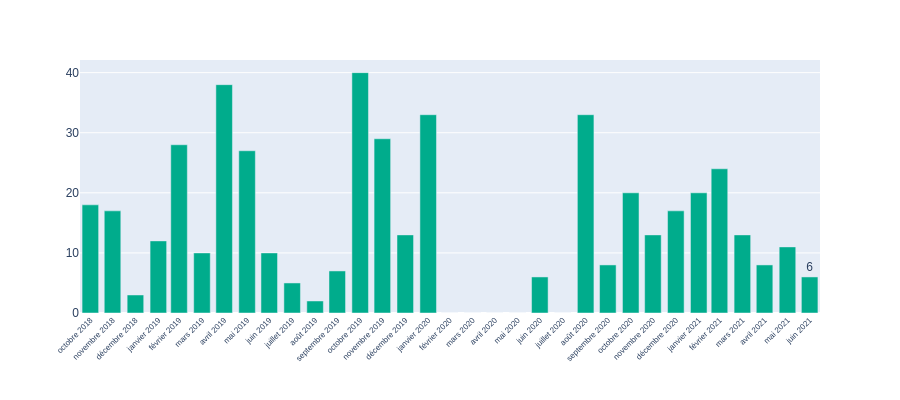 40
30
20
10
0
6
octobre 2018
novembre 2018
décembre 2018
janvier 2019
février 2019
mars 2019
avril 2019
mai 2019
juin 2019
juillet 2019
août 2019
septembre 2019
octobre 2019
novembre 2019
décembre 2019
janvier 2020
février 2020
mars 2020
avril 2020
mai 2020
juin 2020
juillet 2020
août 2020
septembre 2020
octobre 2020
novembre 2020
décembre 2020
janvier 2021
février 2021
mars 2021
avril 2021
mai 2021
juin 2021